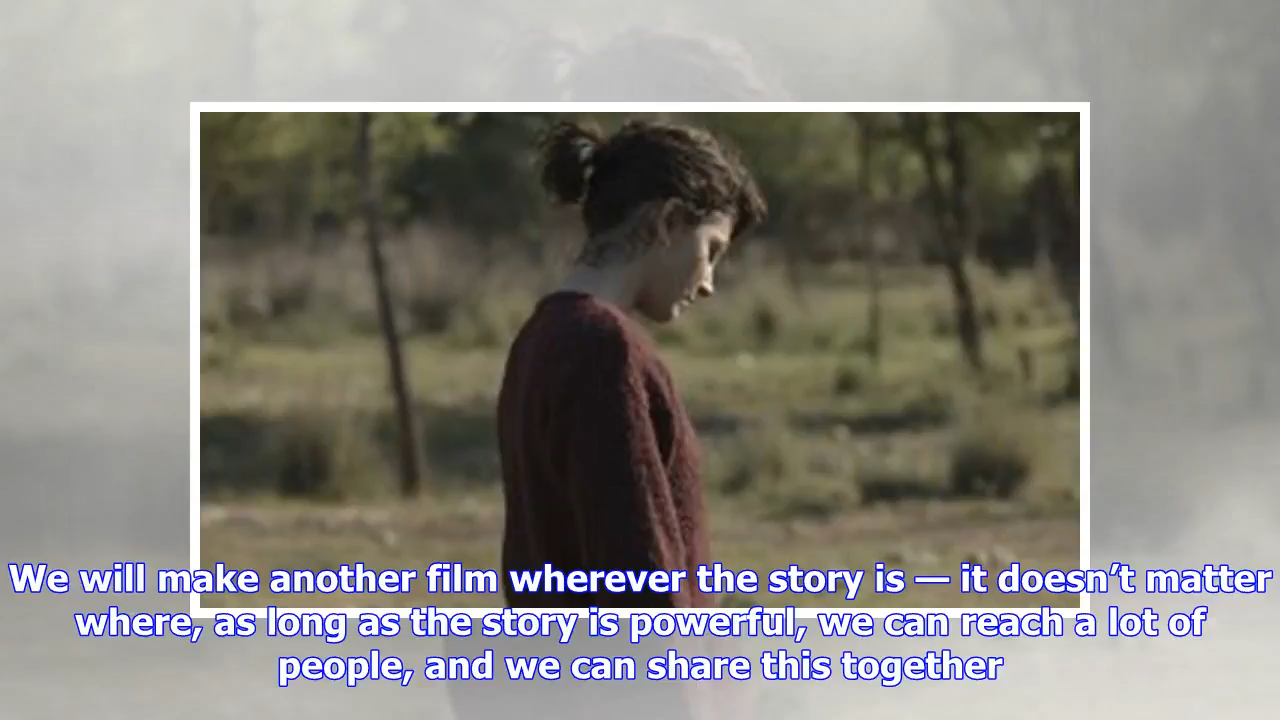 We will make another film wherever the story is — it doesn’t matter
where, as long as the story is powerful, we can reach a lot of
people, and we can share this together